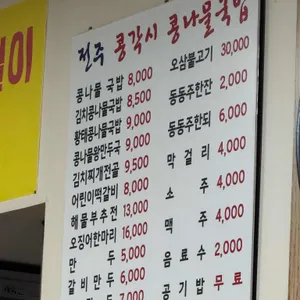 길이
전주 콩각시 콩나물국밥
콩나물 국밥 8,000
김치콩나물국밥 8,500
황태콩나물국밥 9,000
콩나물왕만두국 9,000
김치찌개전골 9,500
어린이떡갈비 8,000
해물부추전 13,000
오징어한마리 16,000
만두 5,000
갈비만두 6,000
7,000
오삼불고기 30,000
동동주한잔 2,000
동동주한되 6,000
막걸리 4,000
소주 4,000
맥주 4,000
음료수 2,000
공기밥 무료